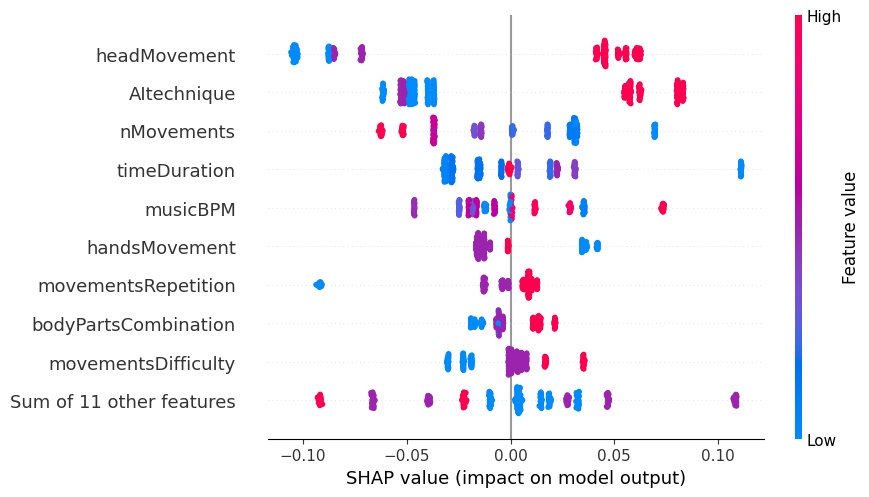 High
headMovement
AItechnique
nMovements
timeDuration
musicBPM
handsMovement
movementsRepetition
bodyPartsCombination
movementsDifficulty
Sum of 11 other features
Feature value
Low
−0.10 −0.05 0.00 0.05 0.10
SHAP value (impact on model output)